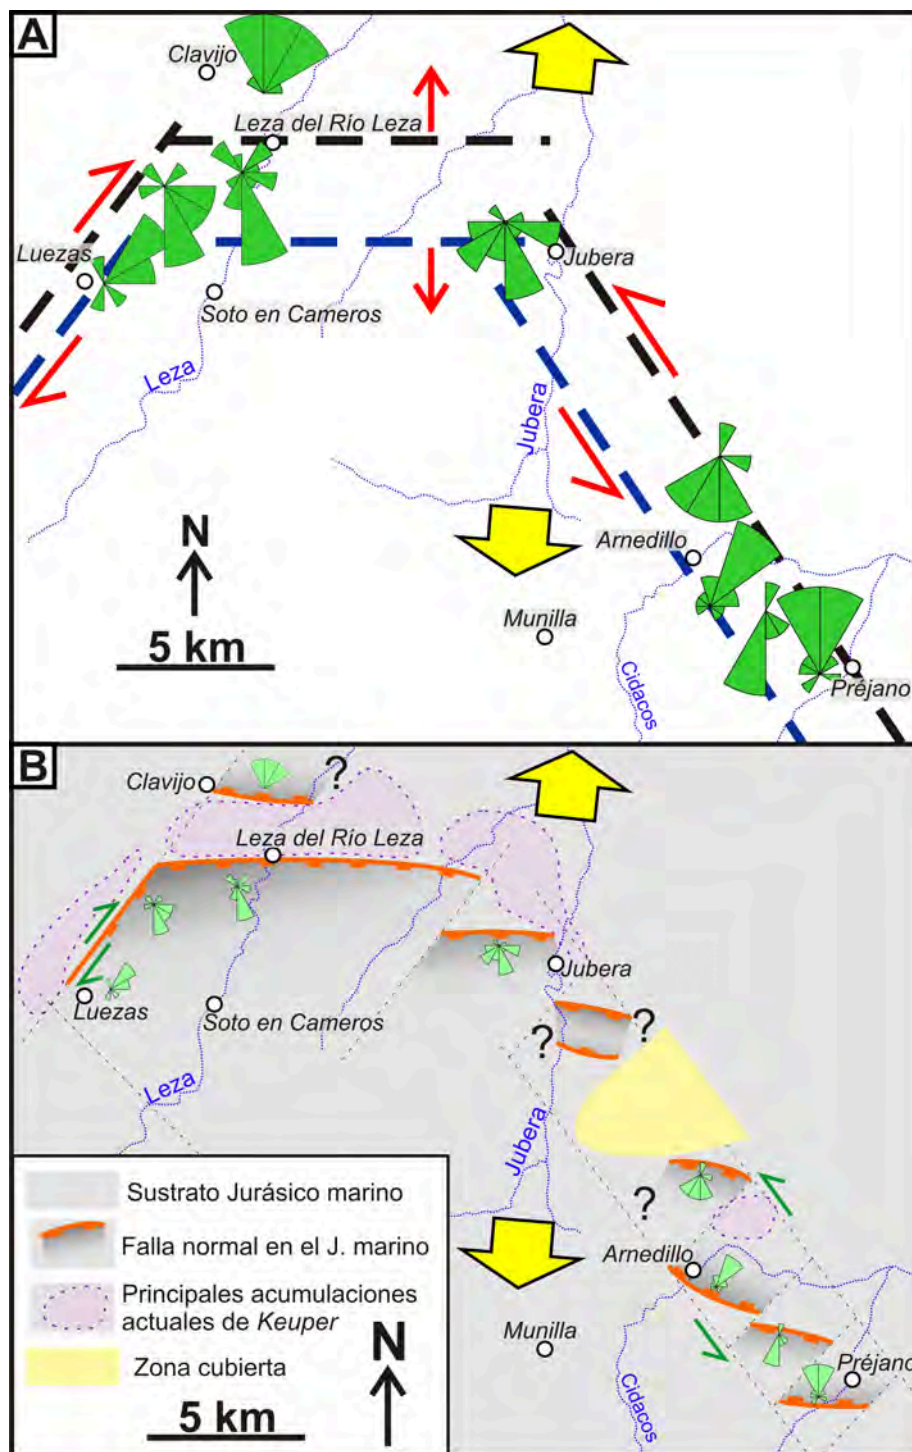 A
Clavijo
Leza del Río Leza
Luezas
Jubera
Soto en Cameros
Leza
Jubera
N
Arnedillo
5 km
Munilla
Cidacos
Préjano
B
Clavijo
?
Leza del Río Leza
Jubera
Luezas
Soto en Cameros
?
?
Leza
Jubera
Sustrato Jurásico marino
?
Falla normal en el J. marino
Arnedillo
Principales acumulaciones
actuales de Keuper
Munilla
N
Zona cubierta
Préjano
5 km
Cidacos